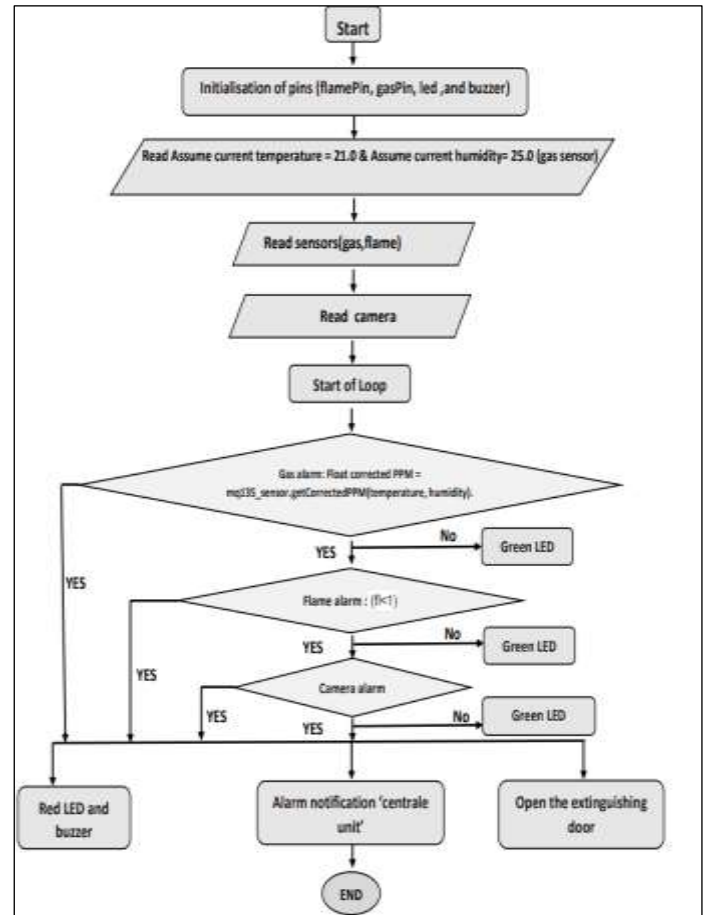 Start
Initialisation of pins (flamePin, gasPin, led ,and buzzer)
Read Assume current temperature = 21.0 & Assume current humidity= 25.0 (gas sensor)
Read sensors(gas,flame)
Read camera
Start of Loop
Gas alarm: Float corrected PPM =
mq135_sensor.getCorrectedPPM(temperature, humidity).
No
Green LED
YES
YES
Flame alarm : (fl<1)
No
Green LED
YES
YES
Camera alarm
No
Green LED
YES
YES
Red LED and
buzzer
Alarm notification 'centrale
unit'
Open the extinguishing
door
END